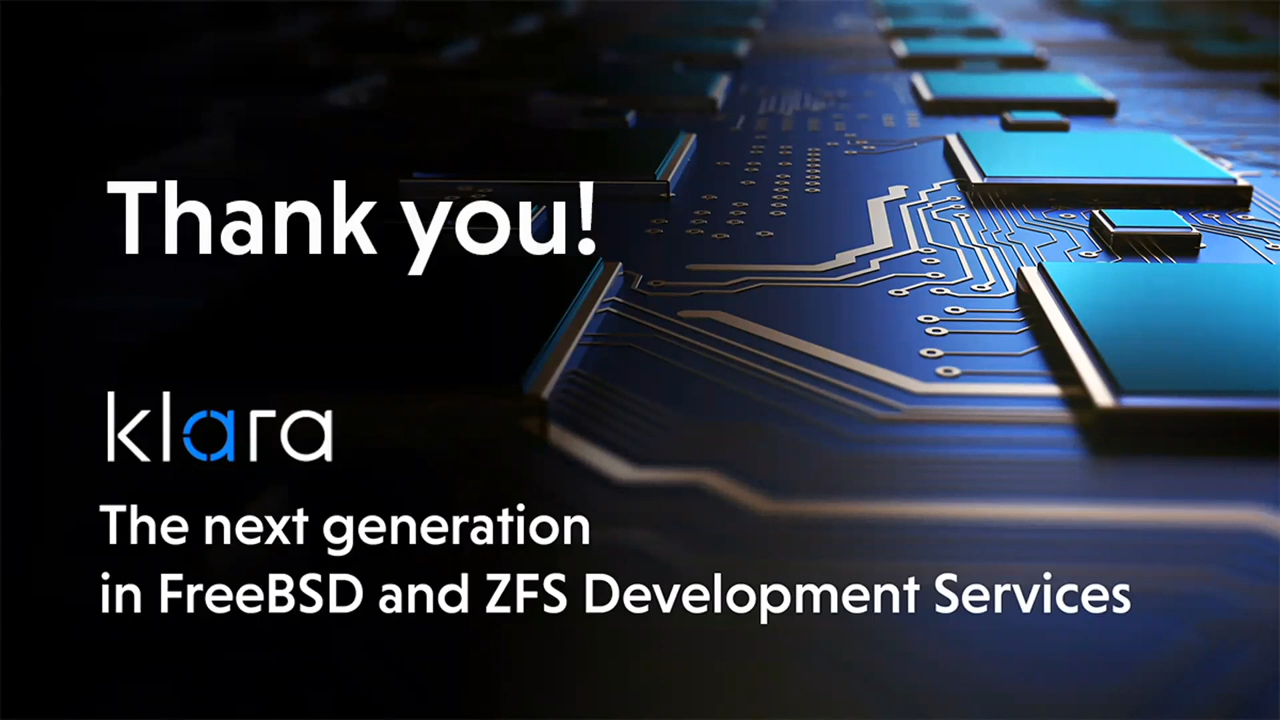 Thank you!
klara
The next generation
in FreeBSD and ZFS Development Services